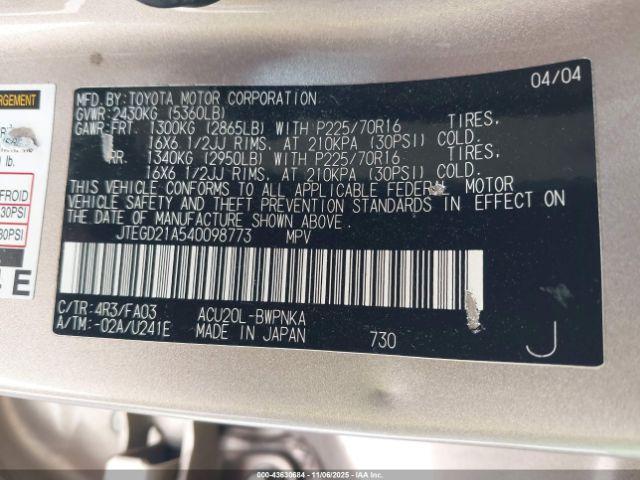 04/04
MFD.BY: TOYOTA MOTOR CORPORATION
GVWR: 2430KG (5360LB)
GAWR: FRT. 1300KG (2865LB) WITH P225/70R16 TIRES,
16X6 1/2JJ RIMS, AT 210KPA (30PSI) COLD.
RR. 1340KG (2950LB) WITH P225/70R16 TIRES,
16X6 1/2JJ RIMS, AT 210KPA (30PSI) COLD.
THIS VEHICLE CONFORMS TO ALL APPLICABLE FEDERAL MOTOR
VEHICLE SAFETY AND THEFT PREVENTION STANDARDS IN EFFECT ON
THE DATE OF MANUFACTURE SHOWN ABOVE.
JTEGD21A540098773 MPV
C/TR: 4R3/FA03 ACU20L-BWPNKA
A/TM: -02A/U241E MADE IN JAPAN 730 J
lb.
FROID
30PSI
30PSI
E
000-43630684 | 11/06/2025 - IAAI.COM